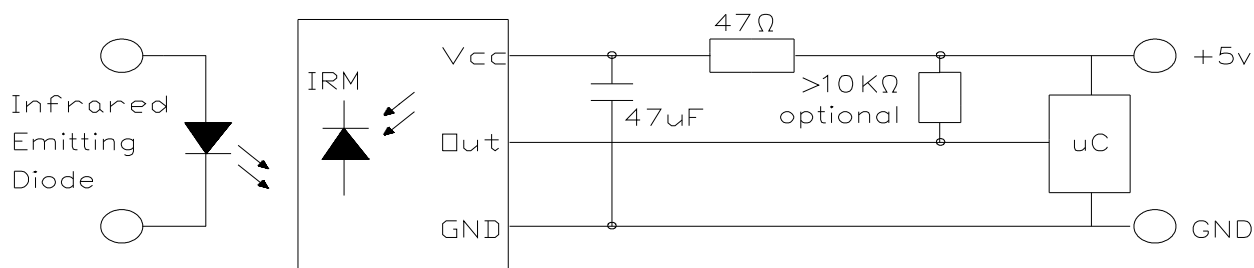 Infrared
Emitting
Diode
IRM
Vcc
Out
GND
47uF
47Ω
>10KΩ
optional
uC
+5v
GND